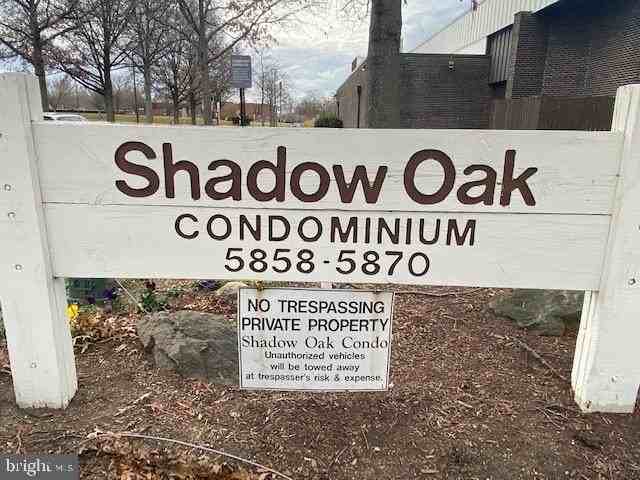 Shadow Oak
CONDOMINIUM
5858 - 5870
NO TRESPASSING
PRIVATE PROPERTY
Shadow Oak Condo
Unauthorized vehicles
will be towed away
at trespasser's risk & expense.
bright MLS